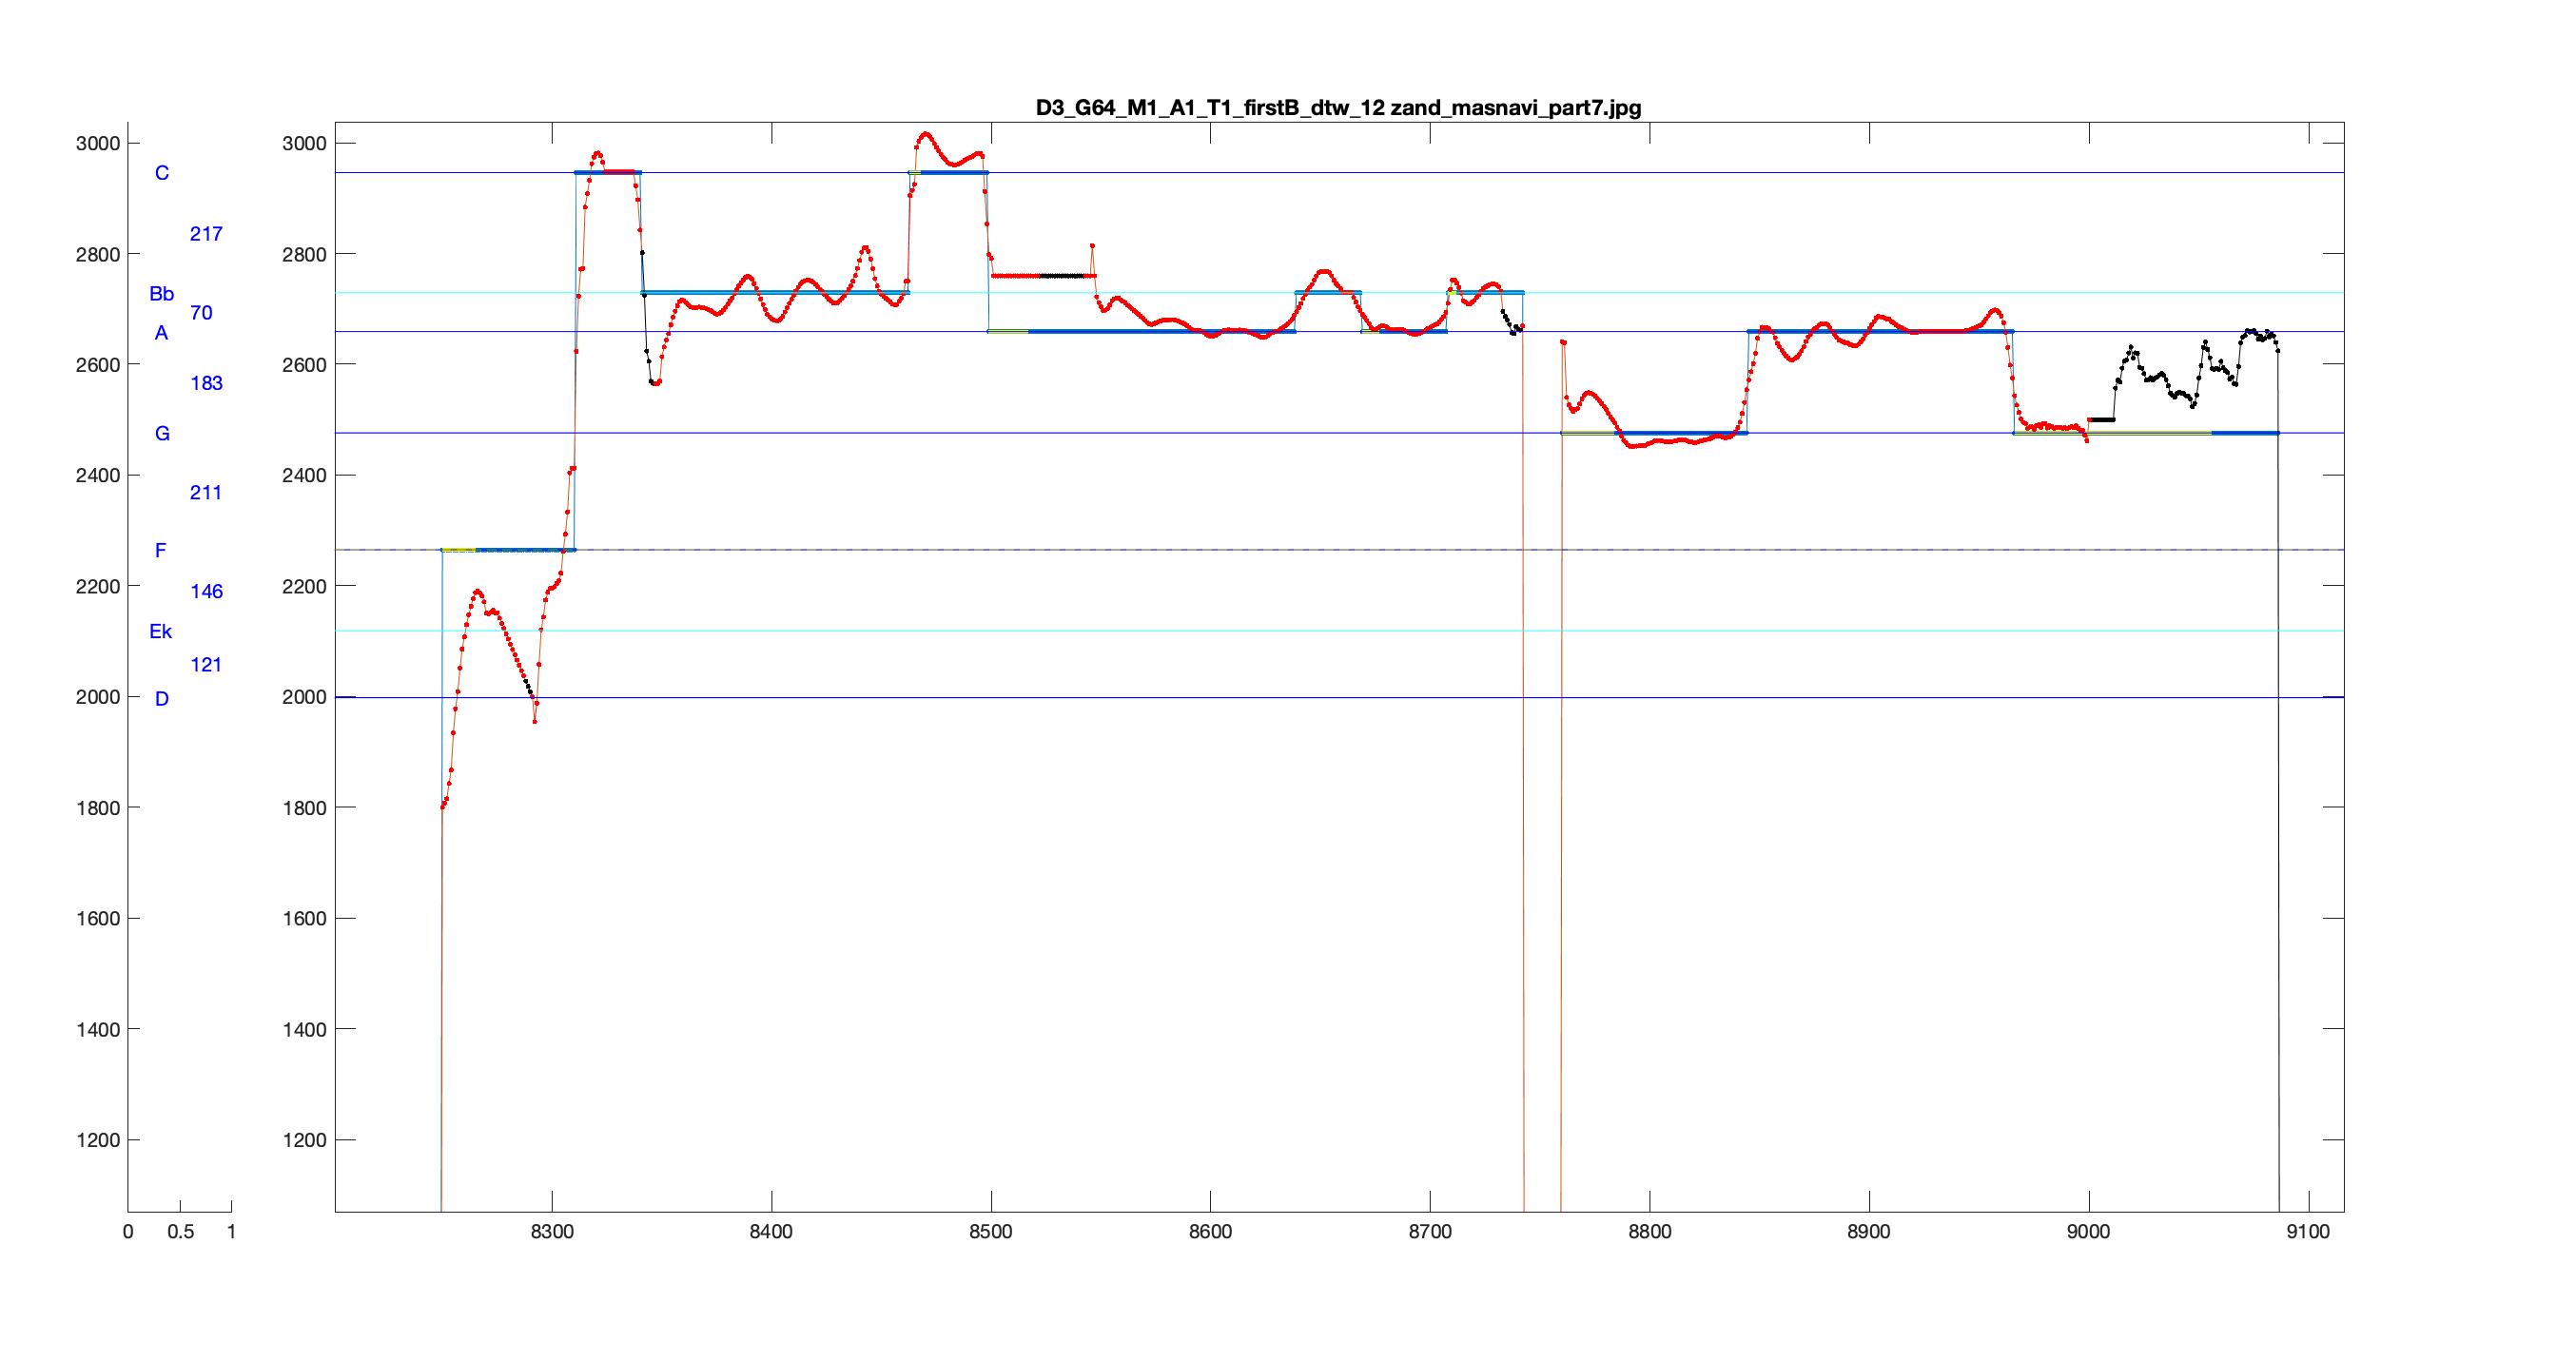 D3_G64_M1_A1_T1_firstB_dtw_12 zand_masnavi_part7.jpg
3000 3000
C
217
2800 2800
Bb
70
A
2600 2600
183
G
2400 2400
211
F
2200 2200
146
Ek
121
2000 D 2000
1800 1800
1600 1600
1400 1400
1200 1200
0 0.5 1 8300 8400 8500 8600 8700 8800 8900 9000 9100